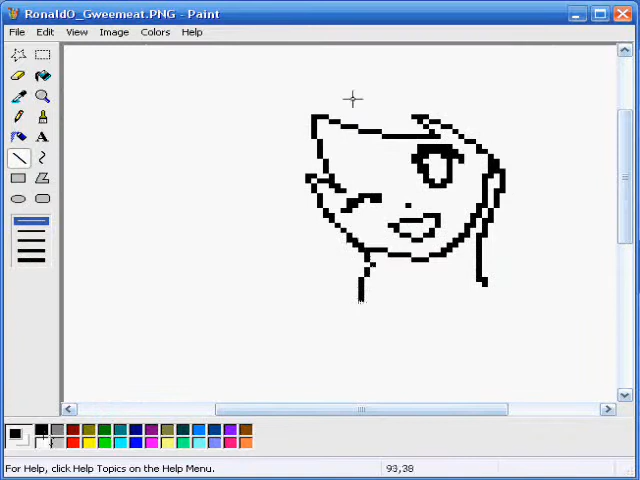 RonaldO_Gweemeat.PNG - Paint
File Edit View Image Colors Help
A
For Help, click Help Topics on the Help Menu. 93,38